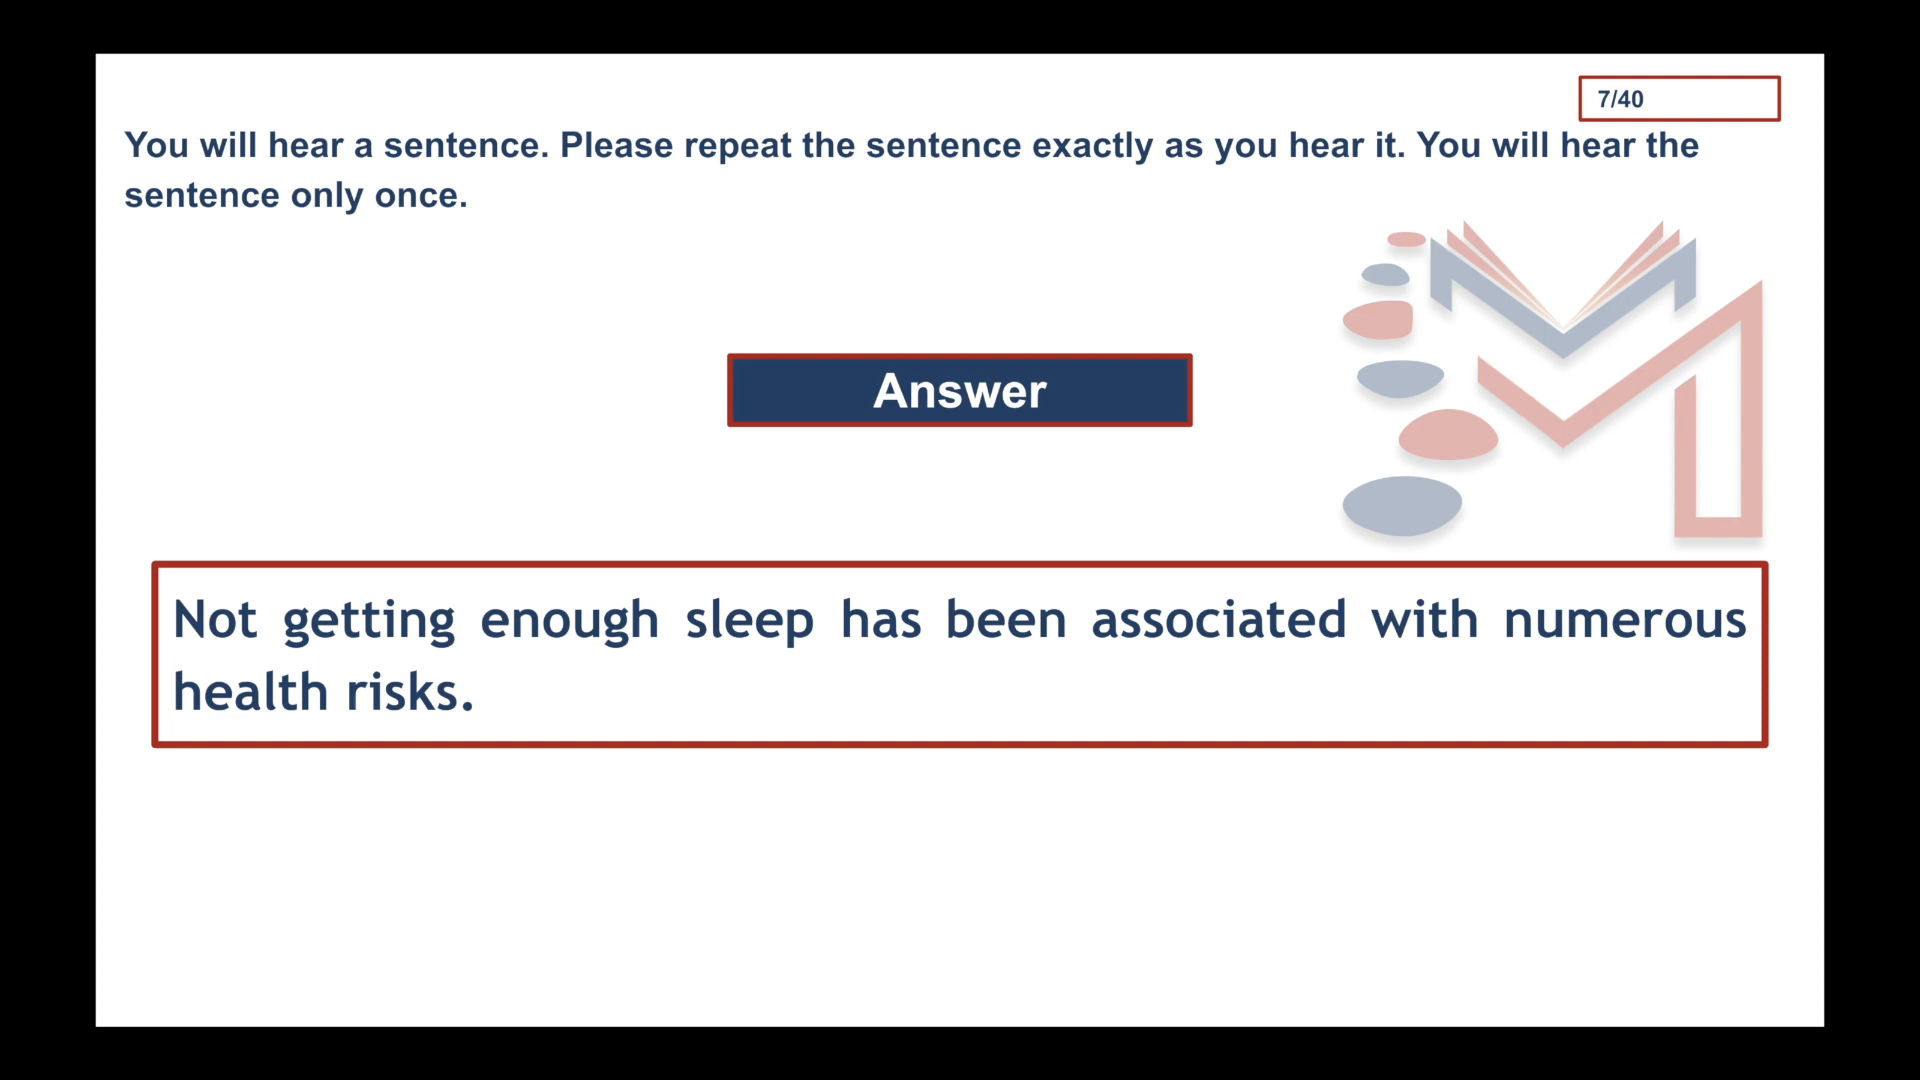 7/40
You will hear a sentence. Please repeat the sentence exactly as you hear it. You will hear the
sentence only once.
Answer
Not getting enough sleep has been associated with numerous
health risks.